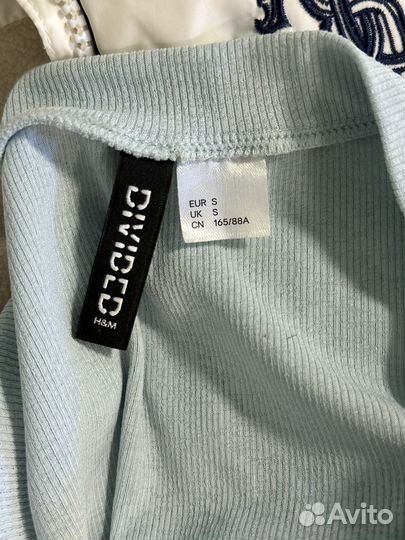 DIVIDED
H&M
EUR S
UK S
CN 165/88A
Avito